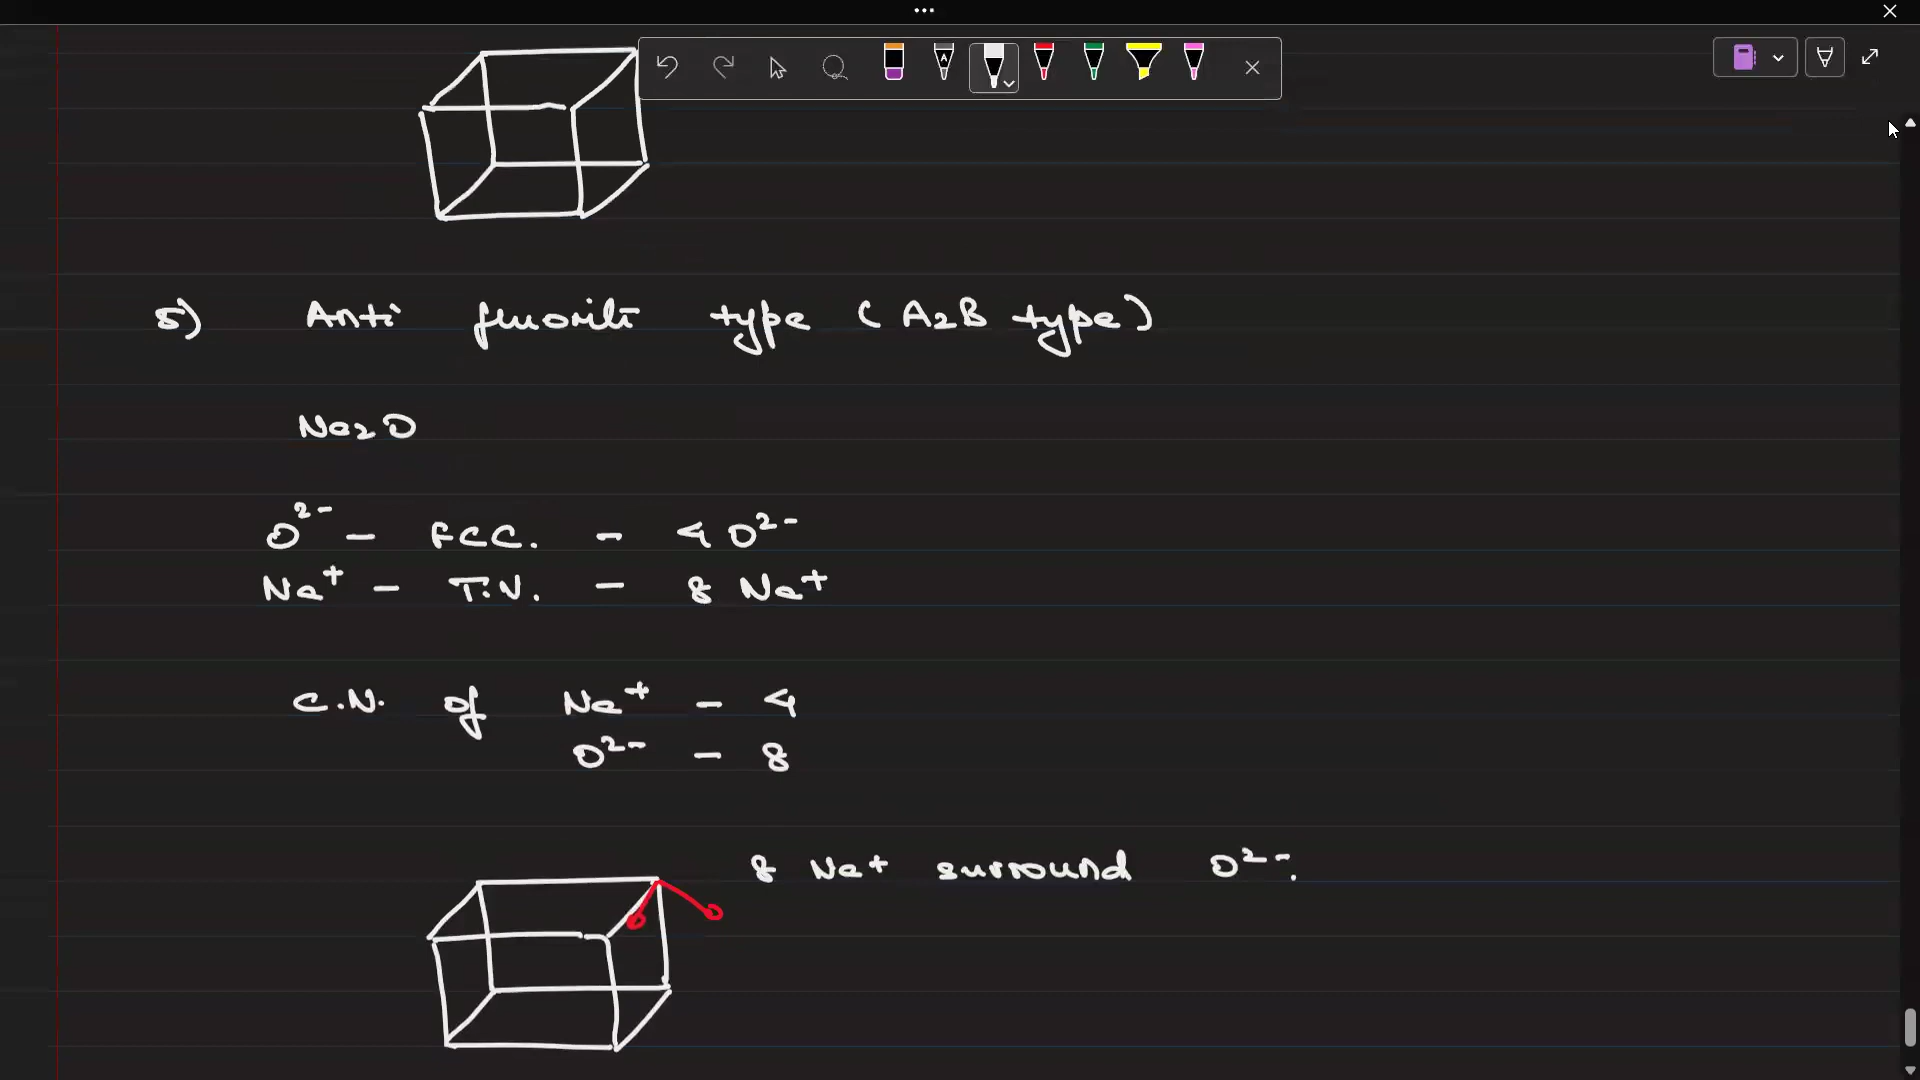 5) Anti fluorite type (A₂B type)
Na₂O
O²⁻ - FCC. - 4 O²⁻
Na⁺ - T.V. - 8 Na⁺
C.N. of Na⁺ - 4
O²⁻ - 8
8 Na⁺ surround O²⁻.